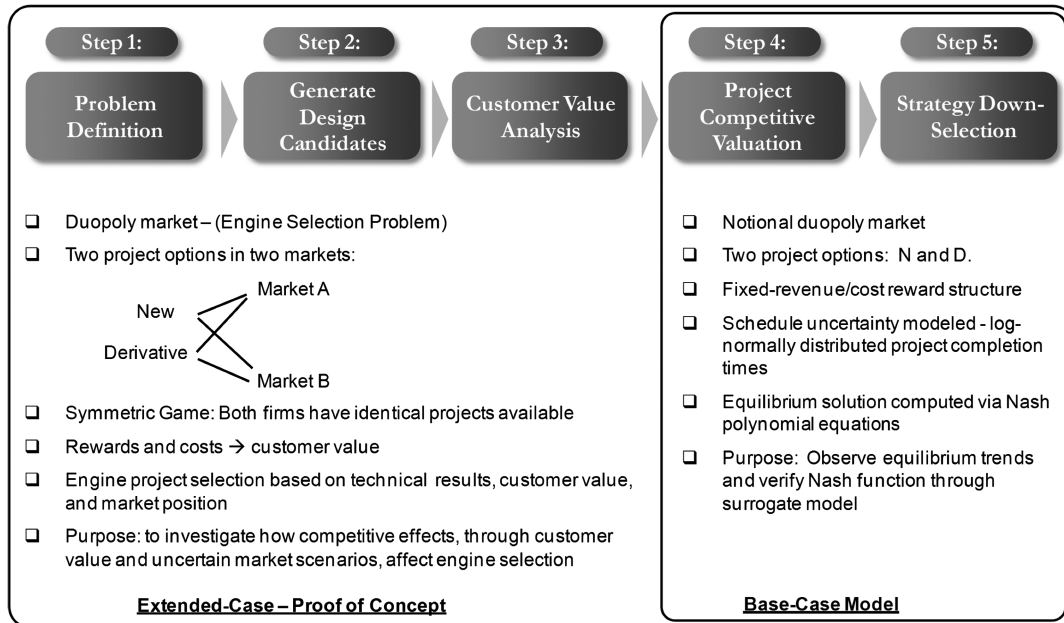 Step 1:
Step 2:
Step 3:
Step 4:
Step 5:
Problem
Definition
Generate
Design
Candidates
Customer Value
Analysis
Project
Competitive
Valuation
Strategy Down-
Selection
❑ Duopoly market – (Engine Selection Problem)
❑ Two project options in two markets:
Market A
New
Derivative
Market B
❑ Symmetric Game: Both firms have identical projects available
❑ Rewards and costs → customer value
❑ Engine project selection based on technical results, customer value,
and market position
❑ Purpose: to investigate how competitive effects, through customer
value and uncertain market scenarios, affect engine selection
Extended-Case – Proof of Concept
❑ Notional duopoly market
❑ Two project options: N and D.
❑ Fixed-revenue/cost reward structure
❑ Schedule uncertainty modeled - log-
normally distributed project completion
times
❑ Equilibrium solution computed via Nash
polynomial equations
❑ Purpose: Observe equilibrium trends
and verify Nash function through
surrogate model
Base-Case Model